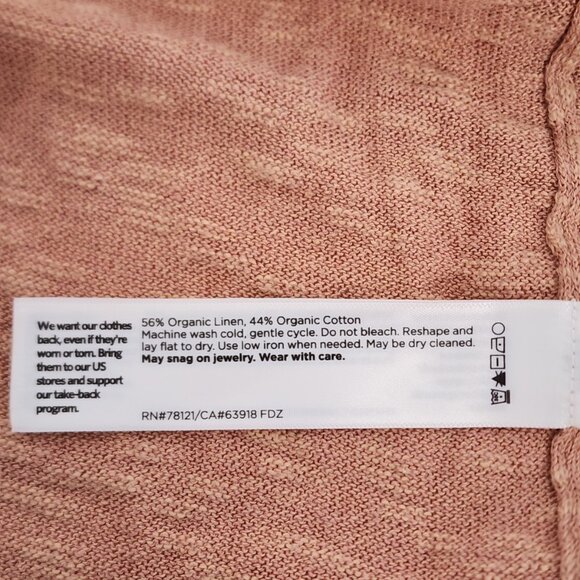 We want our clothes
back, even if they're
worn or torn. Bring
them to our US
stores and support
our take-back
program.
56% Organic Linen, 44% Organic Cotton
Machine wash cold, gentle cycle. Do not bleach. Reshape and
lay flat to dry. Use low iron when needed. May be dry cleaned.
May snag on jewelry. Wear with care.
RN#78121/CA#63918 FDZ